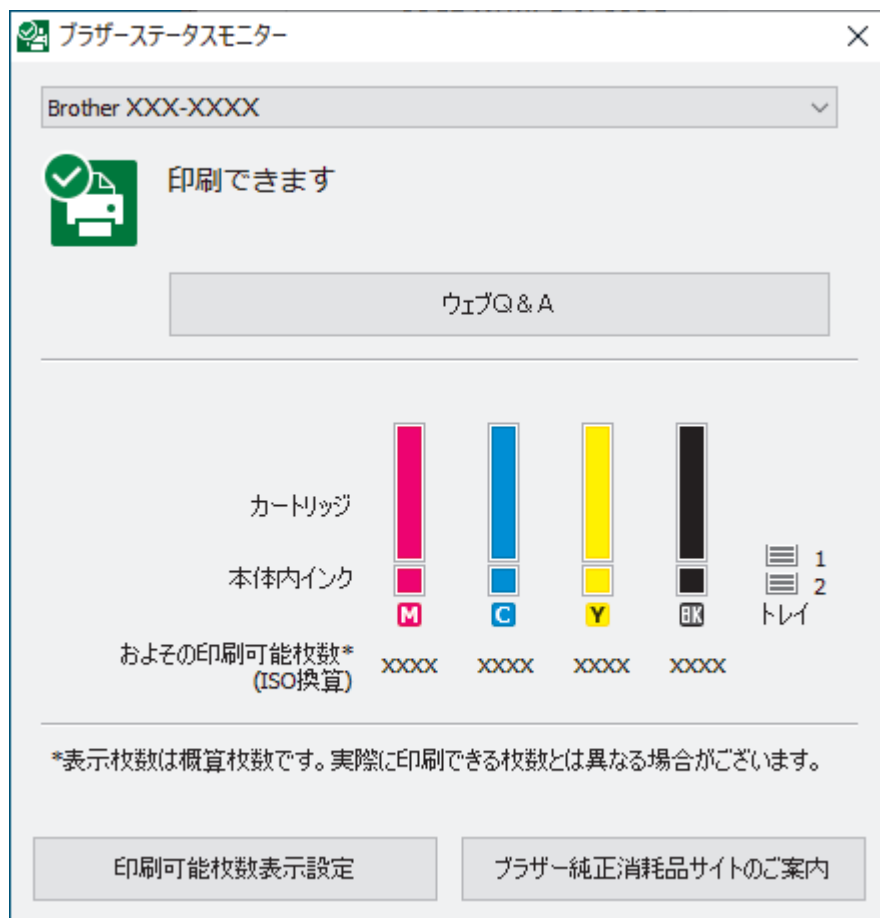 ブラザーステータスモニター
Brother XXX-XXXX
印刷できます
ウェブQ&A
カートリッジ
本体内インク
1
2
M C Y BK トレイ
およその印刷可能枚数*
(ISO換算)
XXXX XXXX XXXX XXXX
*表示枚数は概算枚数です。実際に印刷できる枚数とは異なる場合がございます。
印刷可能枚数表示設定
ブラザー純正消耗品サイトのご案内